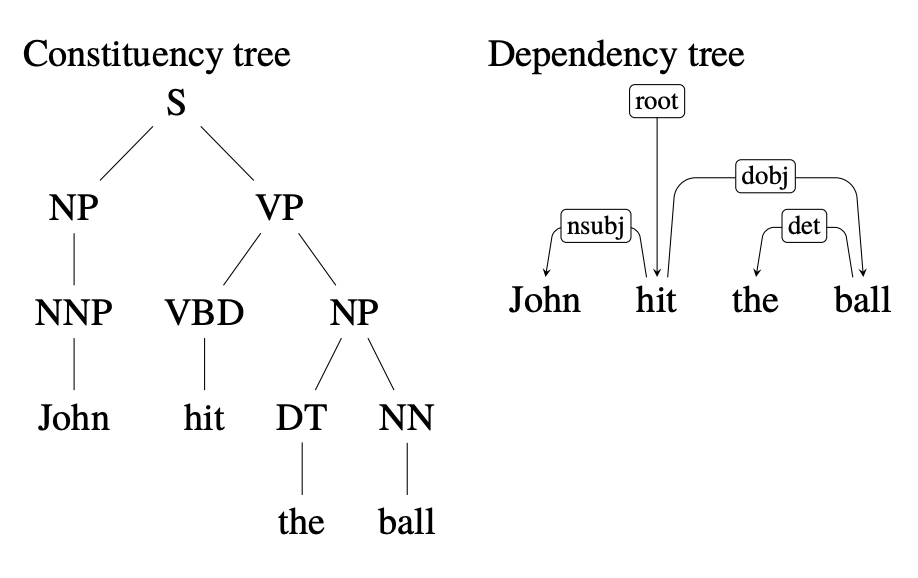 Constituency tree
S
NP VP
NNP VBD NP
John hit DT NN
the ball
Dependency tree
root
dobj
nsubj det
John hit the ball